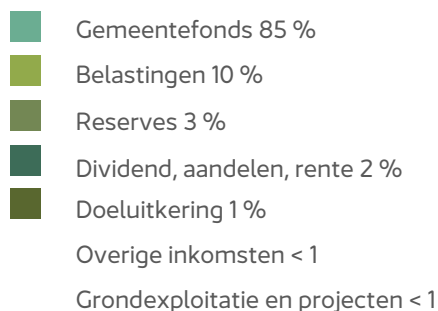 Gemeentefonds 85 %
Belastingen 10 %
Reserves 3 %
Dividend, aandelen, rente 2 %
Doeluitkering 1 %
Overige inkomsten < 1
Grondexploitatie en projecten < 1